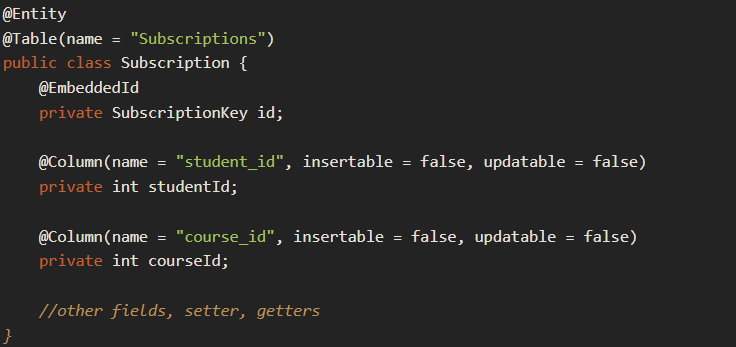 @Entity
@Table(name = "Subscriptions")
public class Subscription {
    @EmbeddedId
    private SubscriptionKey id;

    @Column(name = "student_id", insertable = false, updatable = false)
    private int studentId;

    @Column(name = "course_id", insertable = false, updatable = false)
    private int courseId;

    //other fields, setter, getters
}